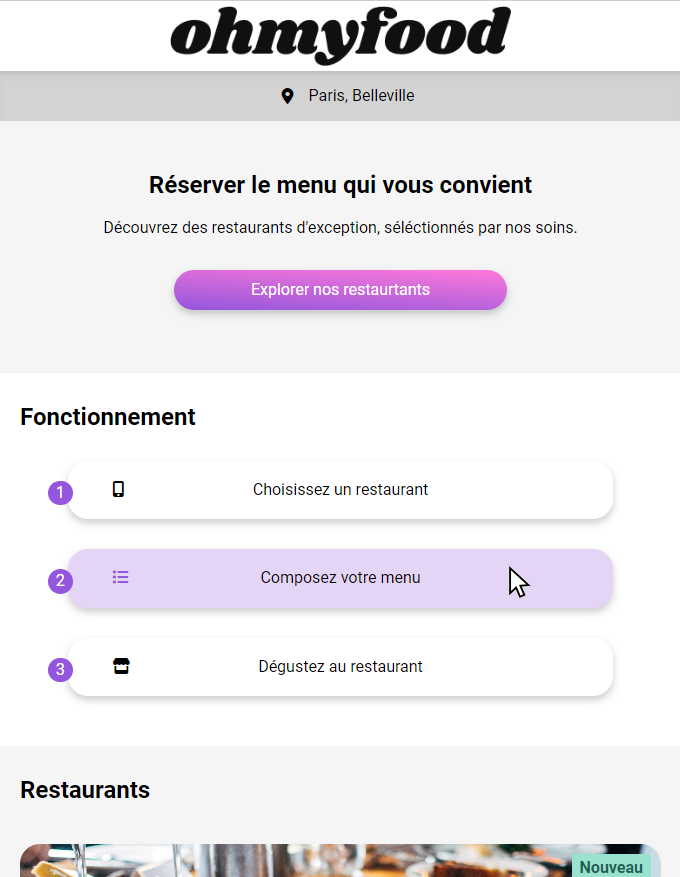 ohmyfood
Paris, Belleville
Réserver le menu qui vous convient
Découvrez des restaurants d'exception, séléctionnés par nos soins.
Explorer nos restaurtants
Fonctionnement
1 Choisissez un restaurant
2 Composez votre menu
3 Dégustez au restaurant
Restaurants
Nouveau